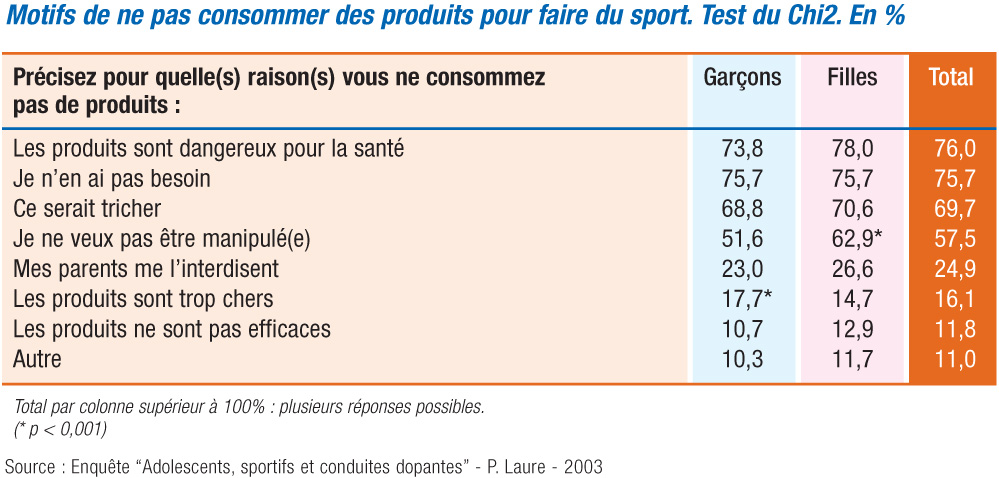 Motifs de ne pas consommer des produits pour faire du sport. Test du Chi2. En %
Précisez pour quelle(s) raison(s) vous ne consommez pas de produits : Garçons Filles Total
Les produits sont dangereux pour la santé 73,8 78,0 76,0
Je n’en ai pas besoin 75,7 75,7 75,7
Ce serait tricher 68,8 70,6 69,7
Je ne veux pas être manipulé(e) 51,6 62,9* 57,5
Mes parents me l’interdisent 23,0 26,6 24,9
Les produits sont trop chers 17,7* 14,7 16,1
Les produits ne sont pas efficaces 10,7 12,9 11,8
Autre 10,3 11,7 11,0
Total par colonne supérieur à 100% : plusieurs réponses possibles.
(* p < 0,001)
Source : Enquête “Adolescents, sportifs et conduites dopantes” - P. Laure - 2003